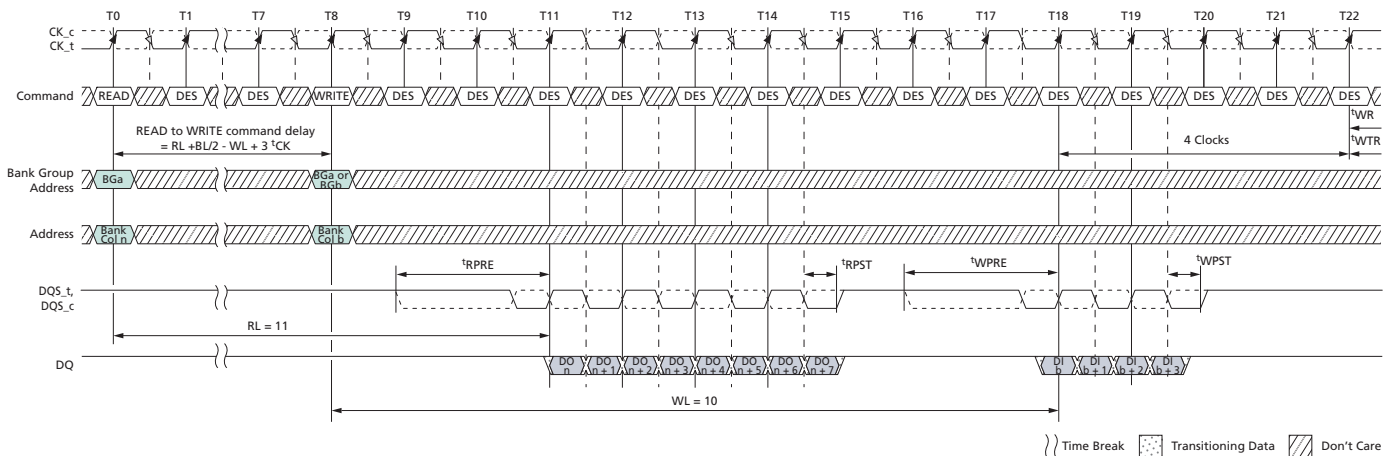 T0 T1 T7 T8 T9 T10 T11 T12 T13 T14 T15 T16 T17 T18 T19 T20 T21 T22
CK_c
CK_t
Command READ DES DES WRITE DES DES DES DES DES DES DES DES DES DES DES DES DES DES
tWR
READ to WRITE command delay
= RL +BL/2 - WL + 3 tCK
4 Clocks
tWTR
Bank Group
Address
BGa
BGa or
BGb
Address
Bank
Col n
Bank
Col b
tRPRE tRPST tWPRE tWPST
DQS_t,
DQS_c
RL = 11
DQ
DO
n
DO
n + 1
DO
n + 2
DO
n + 3
DO
n + 4
DO
n + 5
DO
n + 6
DO
n + 7
DI
b
DI
b + 1
DI
b + 2
DI
b + 3
WL = 10
Time Break Transitioning Data Don't Care